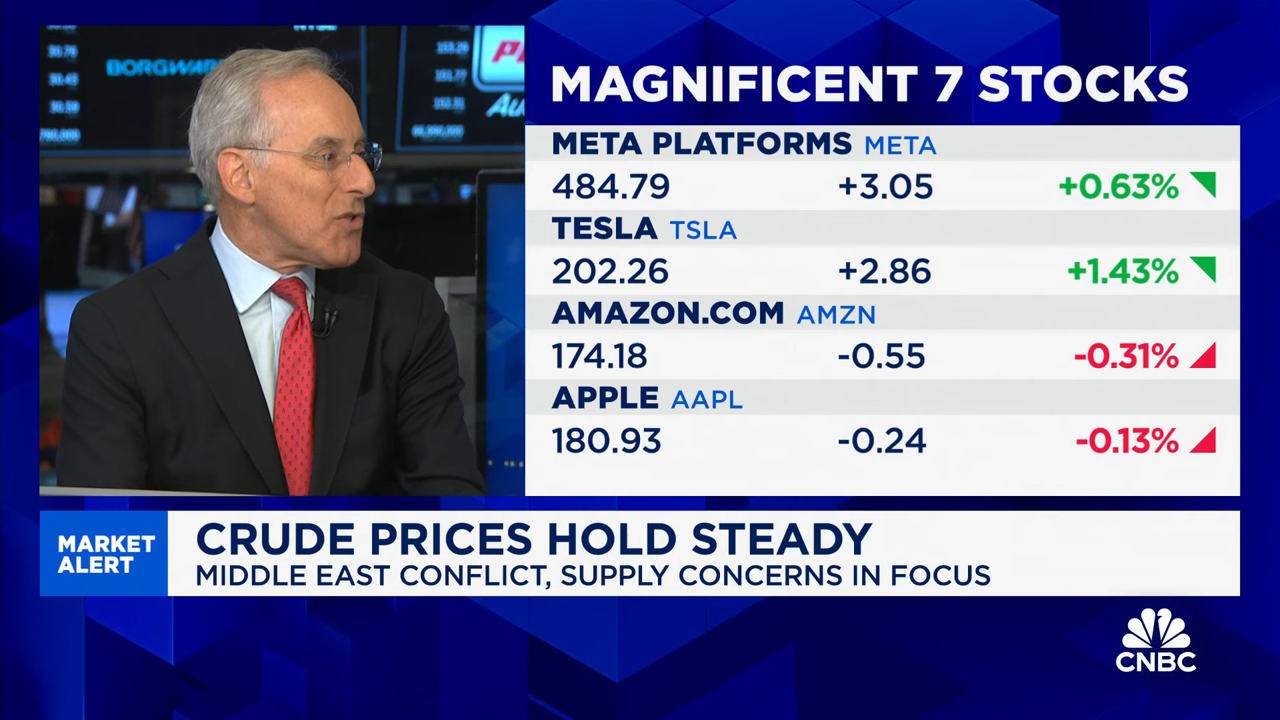 BORGWAR
MAGNIFICENT 7 STOCKS
META PLATFORMS META
484.79 +3.05 +0.63%
TESLA TSLA
202.26 +2.86 +1.43%
AMAZON.COM AMZN
174.18 -0.55 -0.31%
APPLE AAPL
180.93 -0.24 -0.13%
MARKET
ALERT
CRUDE PRICES HOLD STEADY
MIDDLE EAST CONFLICT, SUPPLY CONCERNS IN FOCUS
CNBC